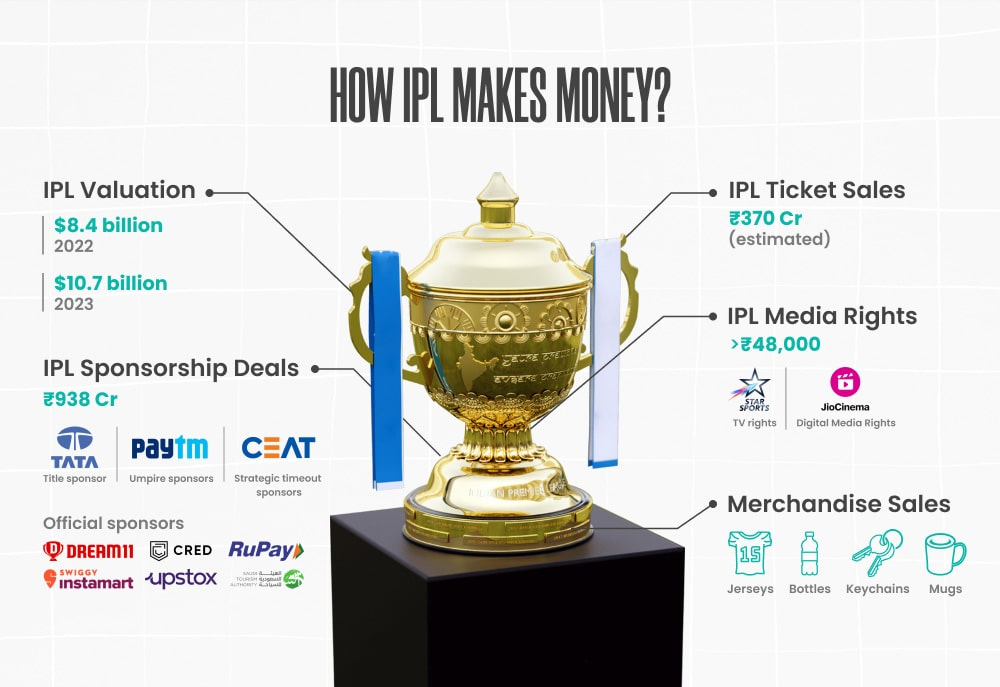 HOW IPL MAKES MONEY?
IPL Valuation
$8.4 billion
2022
$10.7 billion
2023
IPL Sponsorship Deals
₹938 Cr
TATA
Title sponsor
paytm
Umpire sponsors
CEAT
Strategic timeout
sponsors
Official sponsors
DREAM11
CRED
RuPay
SWIGGY
instamart
upstox
SAUDI
TOURISM
AUTHORITY
الهيئة
السعودية
للسياحة
IPL Ticket Sales
₹370 Cr
(estimated)
IPL Media Rights
>₹48,000
STAR
SPORTS
TV rights
JioCinema
Digital Media Rights
Merchandise Sales
15
Jerseys
Bottles
Keychains
Mugs